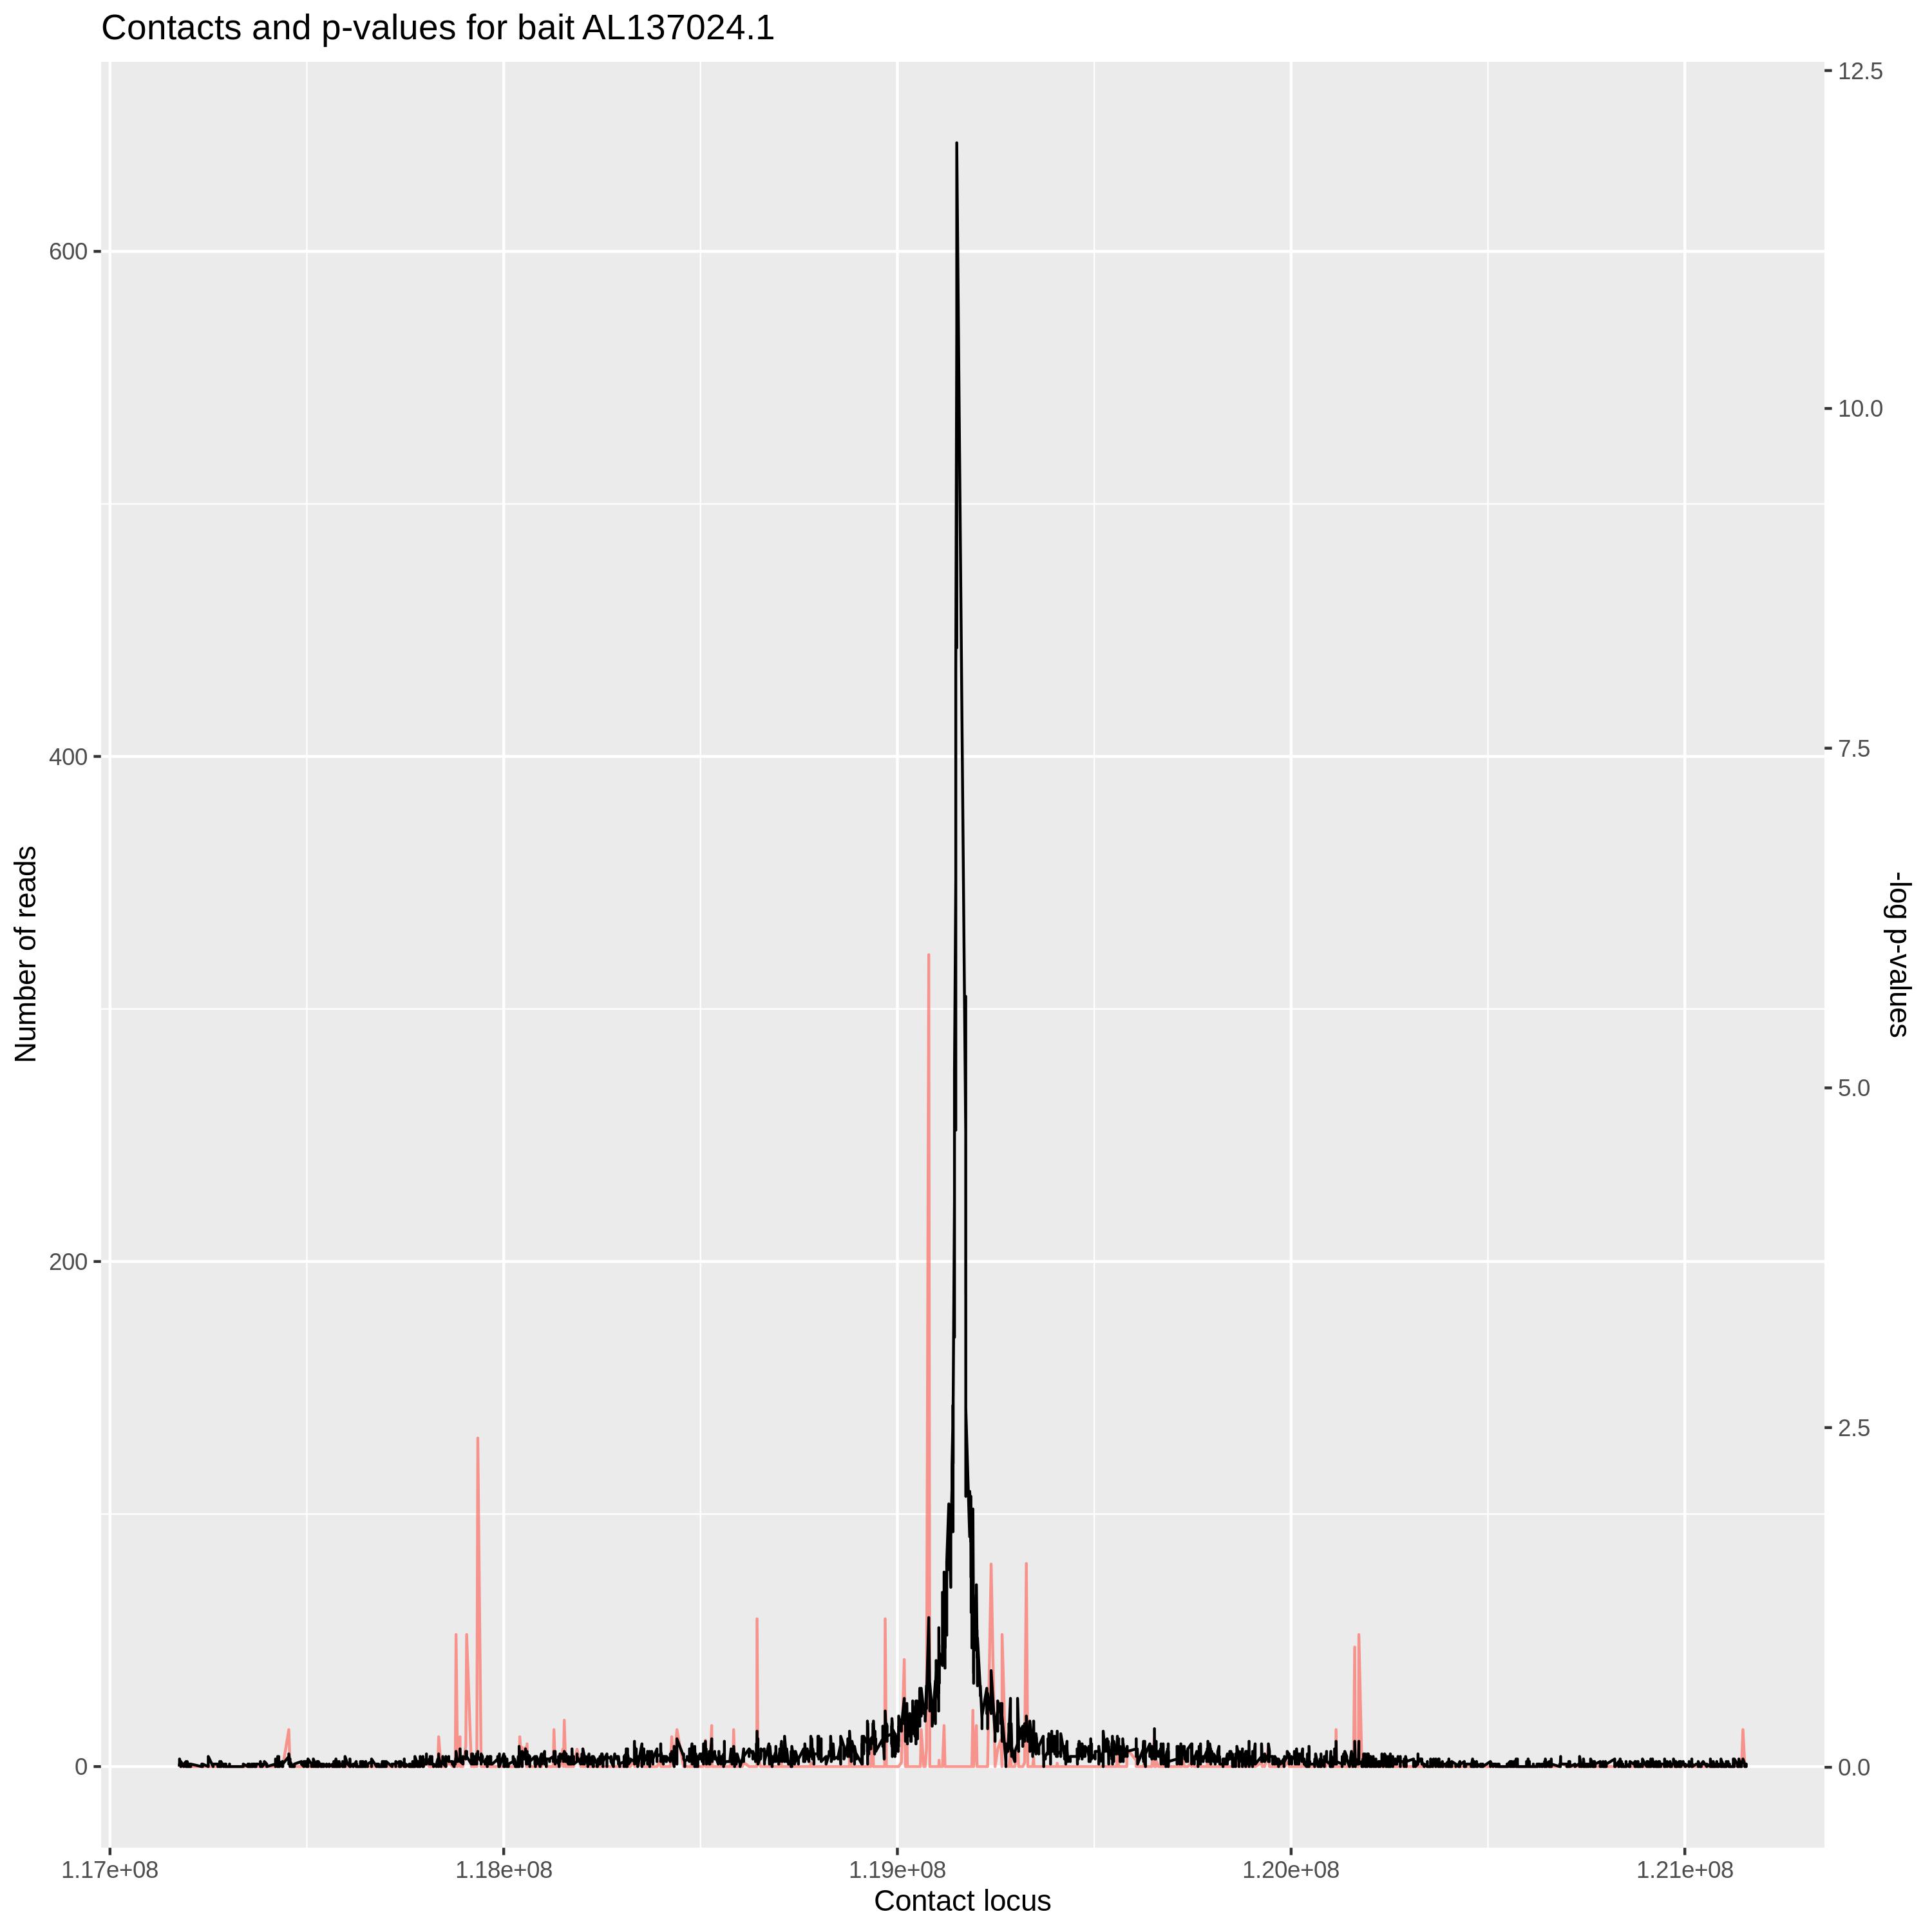 Contacts and p-values for bait AL137024.1
Number of reads
600
400
200
0
12.5
10.0
7.5
5.0
2.5
0.0
-log p-values
1.17e+08
1.18e+08
1.19e+08
1.20e+08
1.21e+08
Contact locus